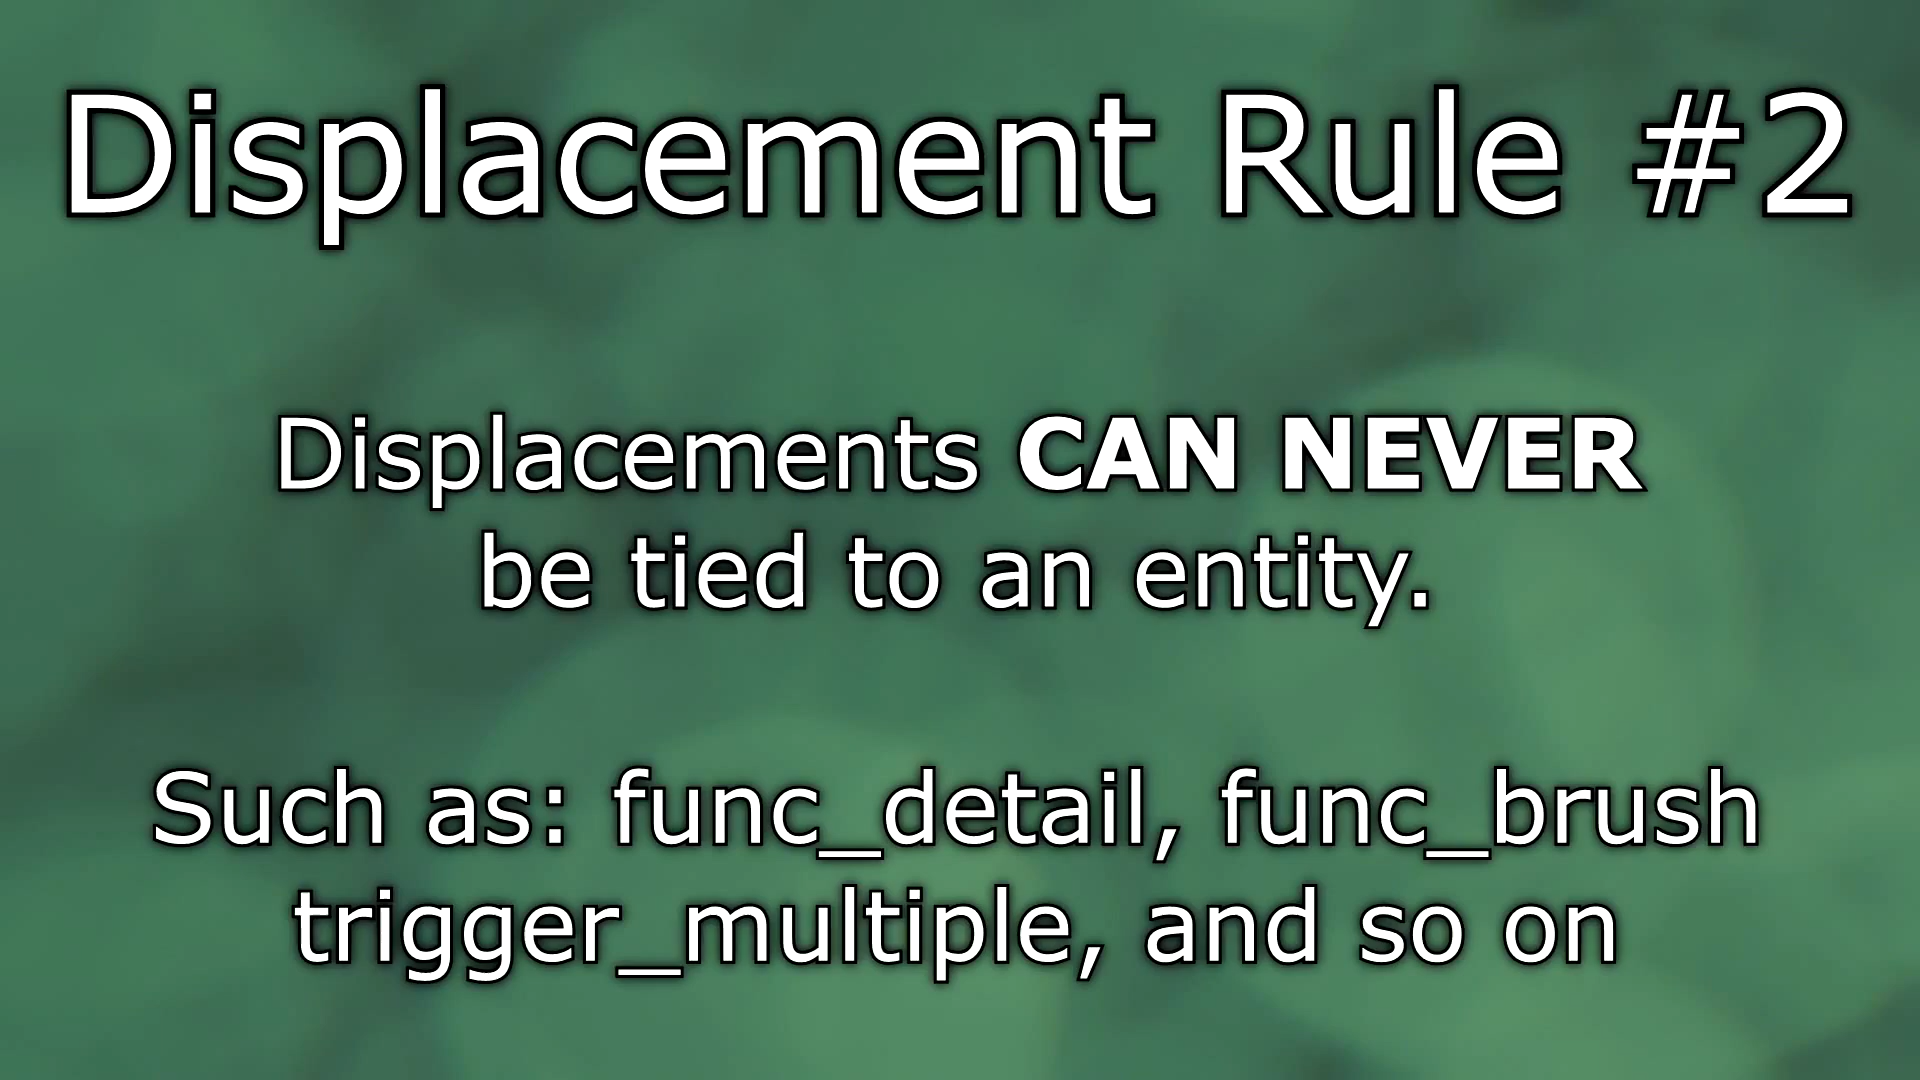 Displacement Rule #2
Displacements CAN NEVER
be tied to an entity.
Such as: func_detail, func_brush
trigger_multiple, and so on